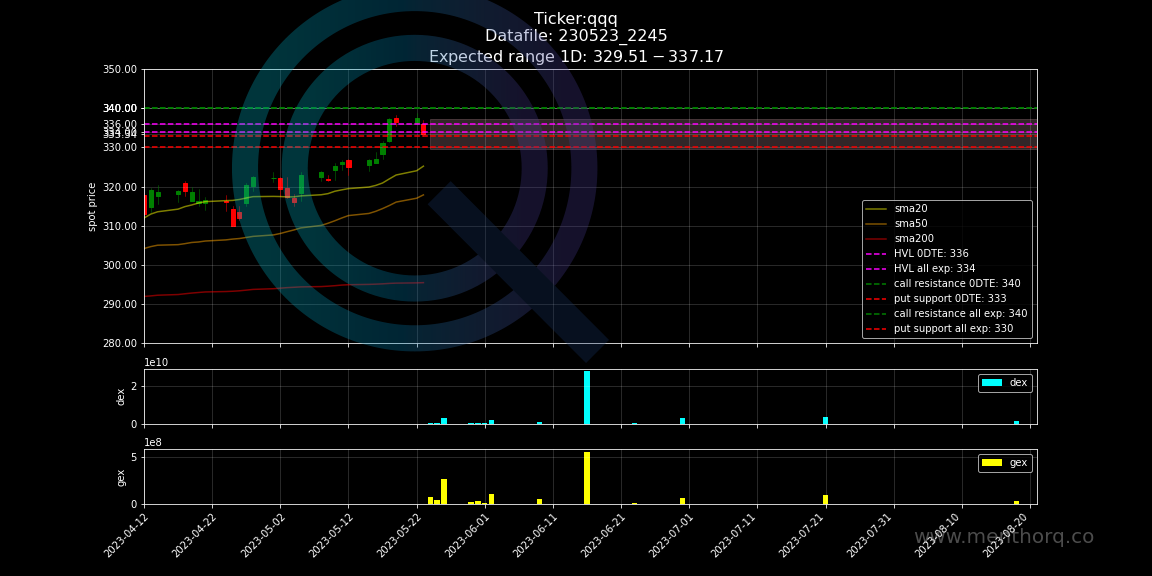 Ticker:qqq
Datafile: 230523_2245
Expected range 1D: 329.51 − 337.17
350.00
340.00
336.00
330.00
320.00
310.00
300.00
290.00
280.00
spot price
sma20
sma50
sma200
HVL 0DTE: 336
HVL all exp: 334
call resistance 0DTE: 340
put support 0DTE: 333
call resistance all exp: 340
put support all exp: 330
1e10
2
0
dex
dex
1e8
5
0
gex
gex
2023-04-12
2023-04-22
2023-05-02
2023-05-12
2023-05-22
2023-06-01
2023-06-11
2023-06-21
2023-07-01
2023-07-11
2023-07-21
2023-07-31
2023-08-10
2023-08-20
www.menthorq.co